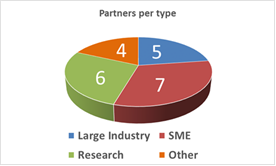 Partners per type
4 5
6 7
Large Industry SME
Research Other